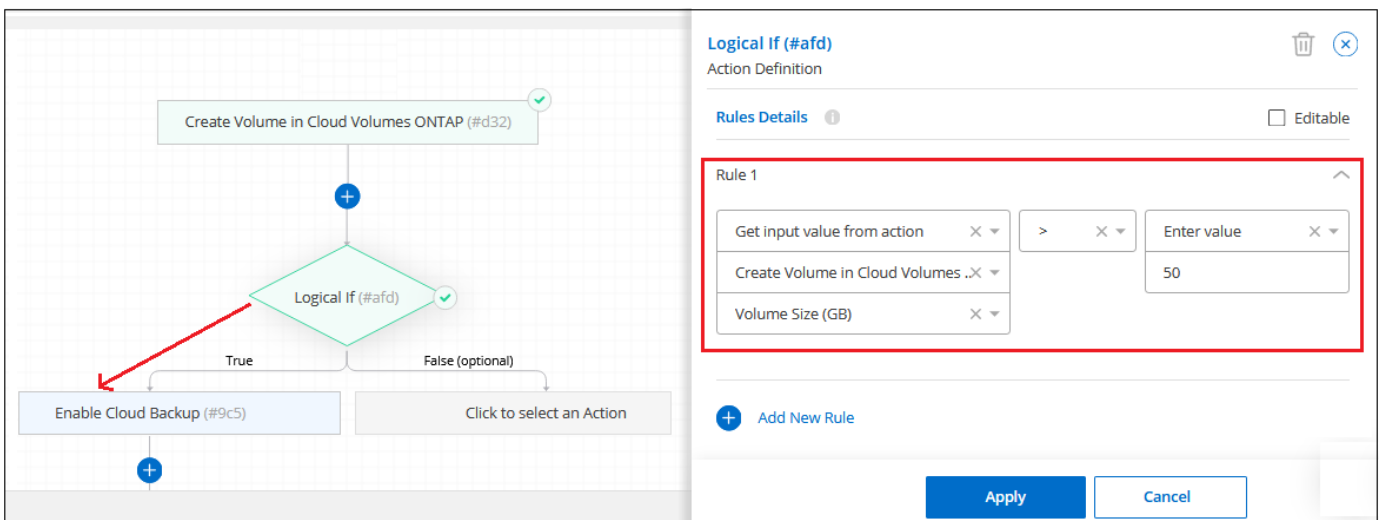 Create Volume in Cloud Volumes ONTAP (#d32)
Logical If (#afd)
True
False (optional)
Enable Cloud Backup (#9c5)
Click to select an Action
Logical If (#afd)
Action Definition
Rules Details
Editable
Rule 1
Get input value from action
>
Enter value
Create Volume in Cloud Volumes ..
50
Volume Size (GB)
Add New Rule
Apply
Cancel